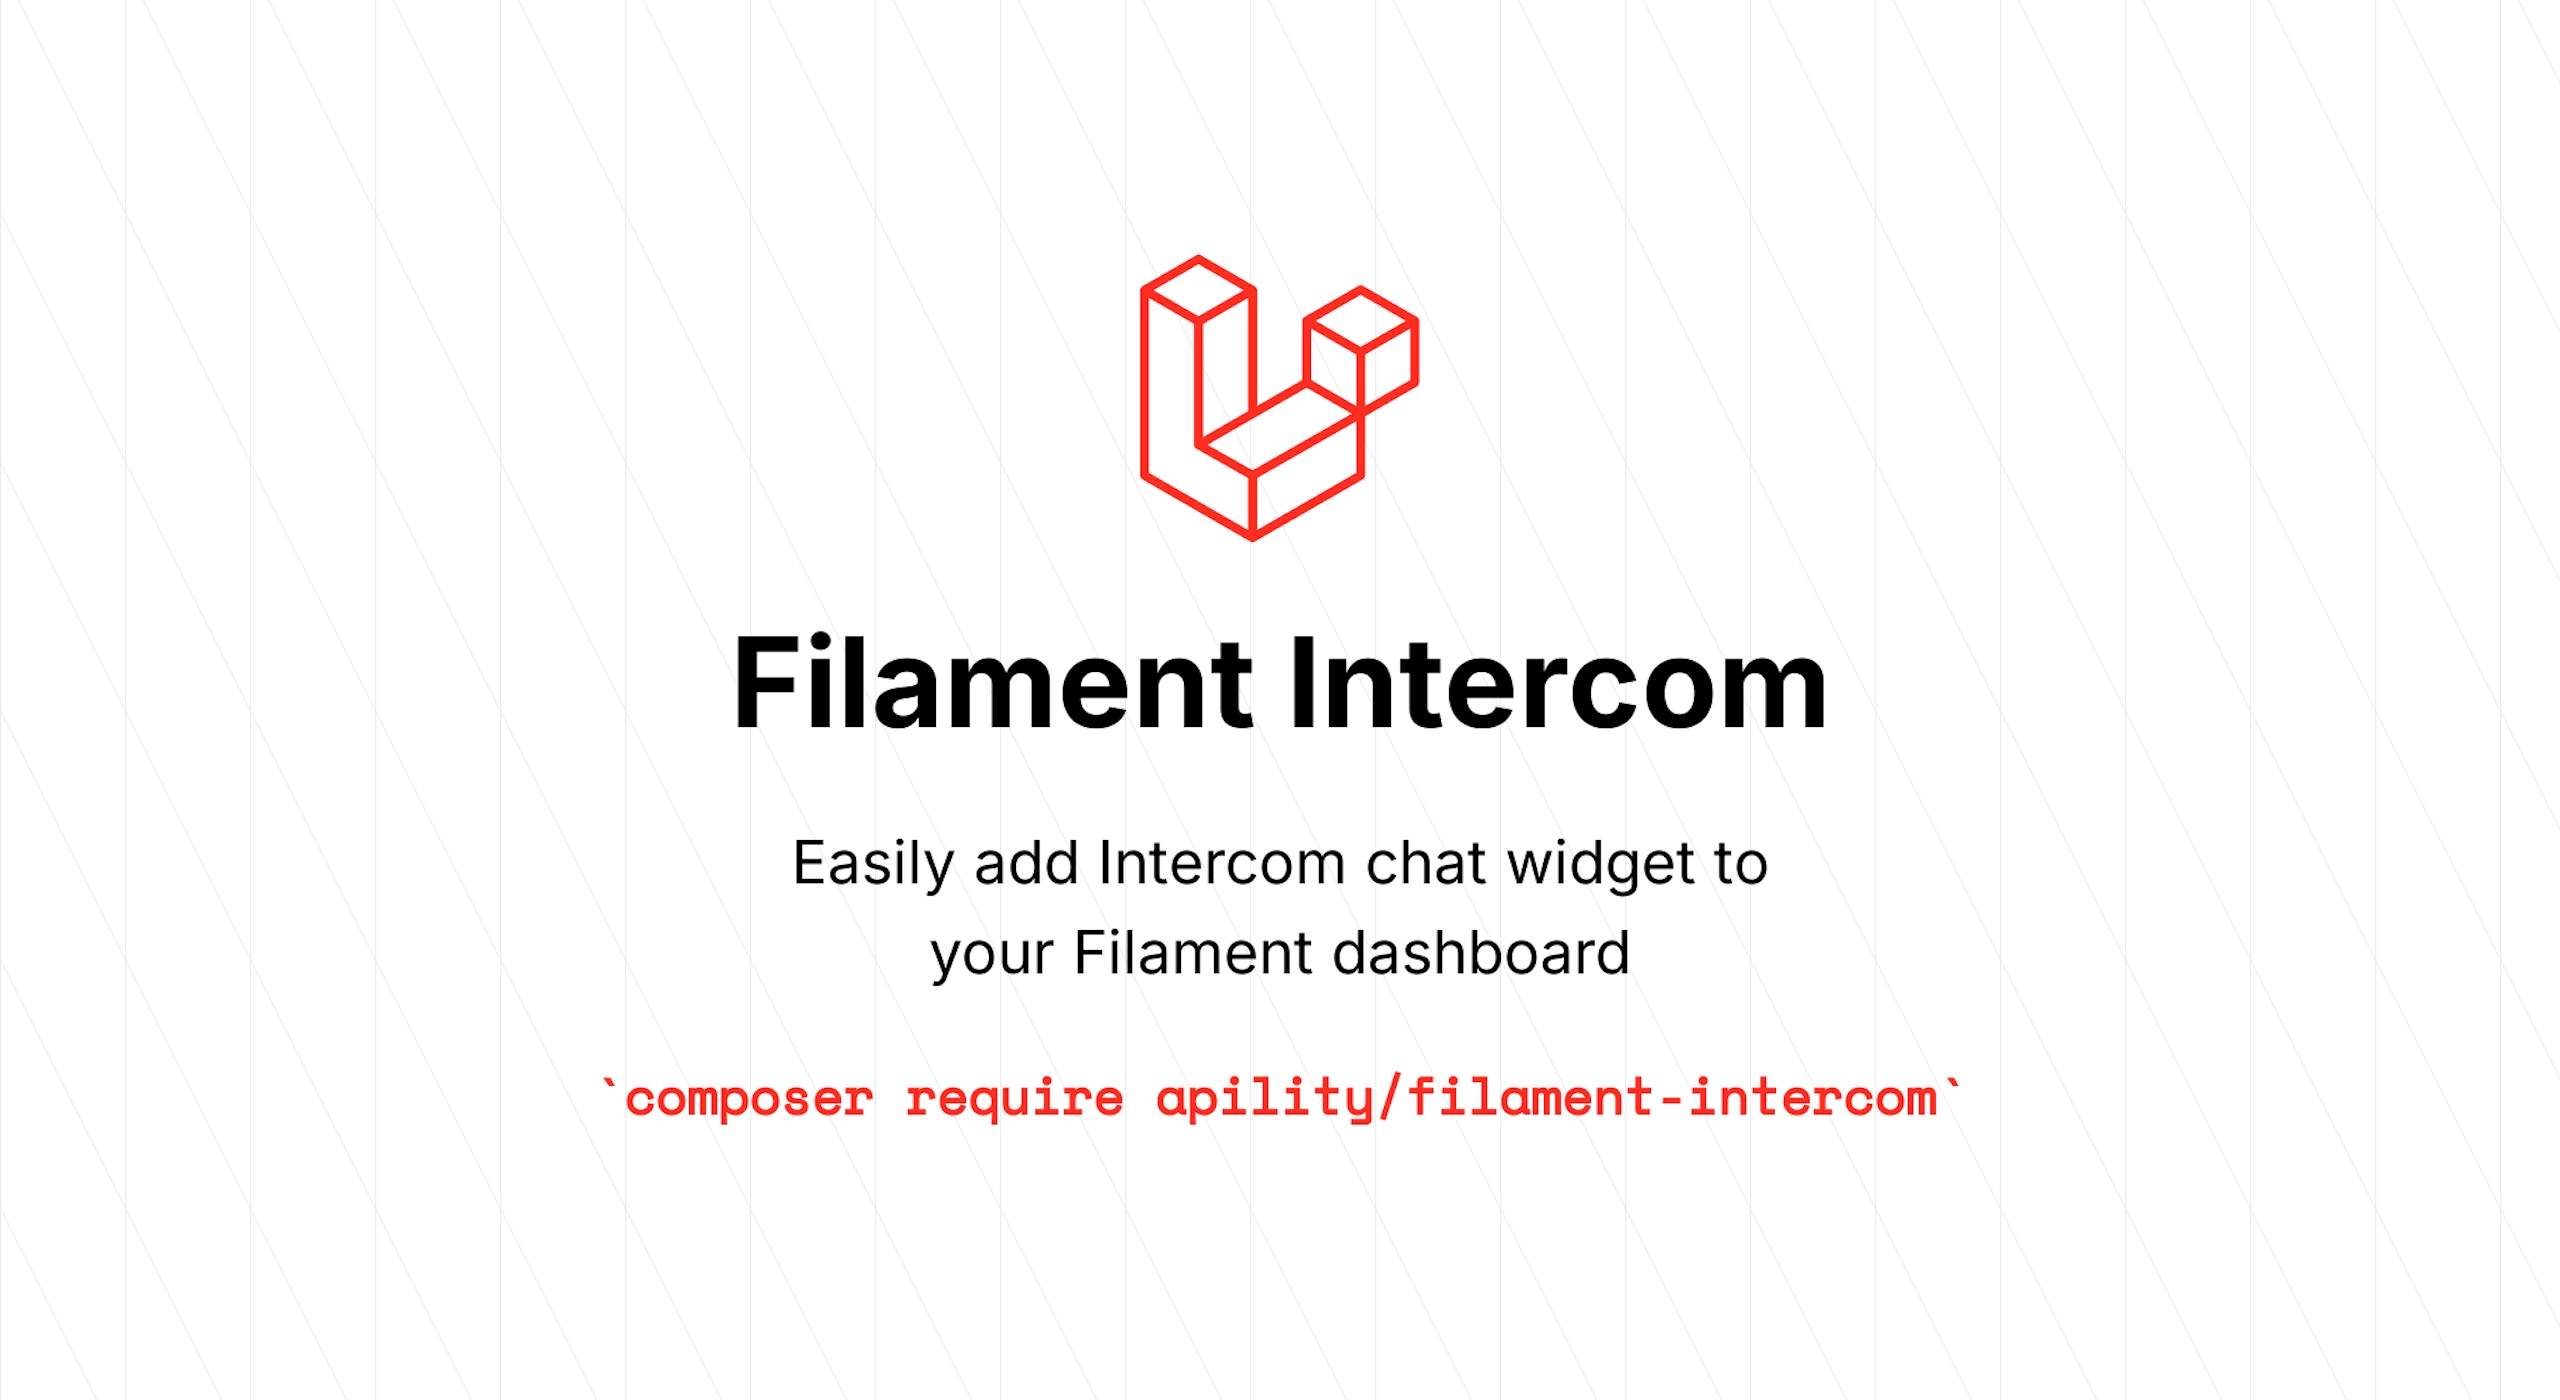 Filament Intercom
Easily add Intercom chat widget to
your Filament dashboard
`composer require apility/filament-intercom`